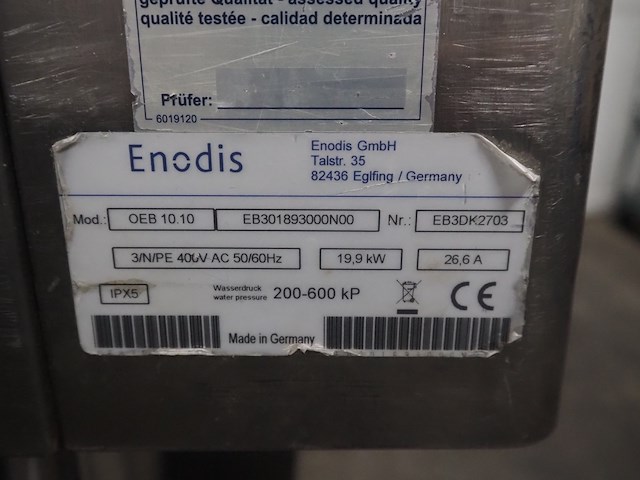 geprüfte Qualität - assessed quality
qualité testée - calidad determinada
Prüfer:
6019120
Enodis
Enodis GmbH
Talstr. 35
82436 Eglfing / Germany
Mod.: OEB 10.10 EB301893000N00 Nr.: EB3DK2703
3/N/PE 400V AC 50/60Hz 19,9 kW 26,6 A
IPX5 Wasserdruck
water pressure 200-600 kP CE
Made in Germany